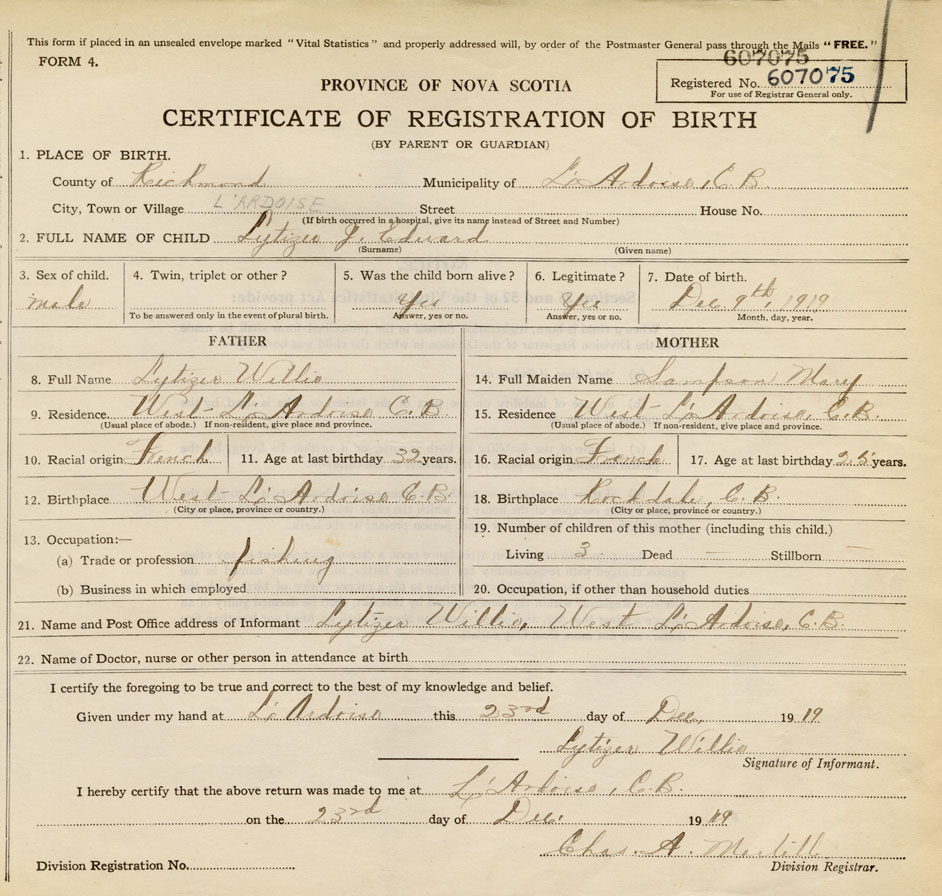 This form if placed in an unsealed envelope marked "Vital Statistics" and properly addressed will, by order of the Postmaster General pass through the Mails "FREE."
FORM 4.
607075
PROVINCE OF NOVA SCOTIA
Registered No. 607075
For use of Registrar General only.
CERTIFICATE OF REGISTRATION OF BIRTH
(BY PARENT OR GUARDIAN)
1. PLACE OF BIRTH.
County of Richmond Municipality of L'Ardoise, C.B.
City, Town or Village L'ARDOISE Street House No.
(If birth occurred in a hospital, give its name instead of Street and Number)
2. FULL NAME OF CHILD Lytizer J. Edward
(Surname) (Given name)
3. Sex of child. 4. Twin, triplet or other? 5. Was the child born alive? 6. Legitimate? 7. Date of birth.
male Yes Yes Dec 9th, 1919
To be answered only in the event of plural birth. Answer, yes or no. Answer, yes or no. Month, day, year.
FATHER MOTHER
8. Full Name Lytizer Willie 14. Full Maiden Name Sampson Mary
9. Residence West L'Ardoise C.B. 15. Residence West L'Ardoise, C.B.
(Usual place of abode.) If non-resident, give place and province. (Usual place of abode.) If non-resident, give place and province.
10. Racial origin French 11. Age at last birthday 32 years. 16. Racial origin French 17. Age at last birthday 25 years.
12. Birthplace West L'Ardoise C.B. 18. Birthplace Rockdale, C.B.
(City or place, province or country.) (City or place, province or country.)
13. Occupation:— 19. Number of children of this mother (including this child.)
(a) Trade or profession fishing Living 3 Dead — Stillborn —
(b) Business in which employed 20. Occupation, if other than household duties
21. Name and Post Office address of Informant Lytizer Willie, West L'Ardoise, C.B.
22. Name of Doctor, nurse or other person in attendance at birth
I certify the foregoing to be true and correct to the best of my knowledge and belief.
Given under my hand at L'Ardoise this 23rd day of Dec. 1919
Lytizer Willie
Signature of Informant.
I hereby certify that the above return was made to me at L'Ardoise, C.B.
on the 23rd day of Dec. 1919
Chas. A.
Division Registration No. Division Registrar.